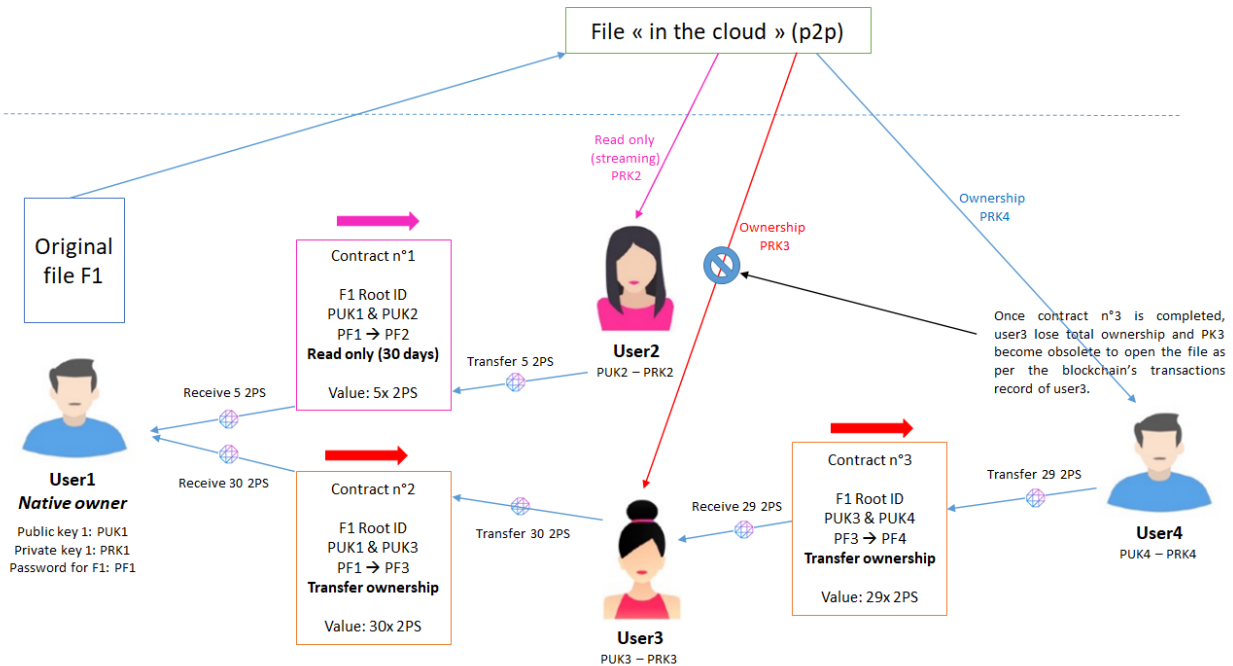 File « in the cloud » (p2p)
Read only
(streaming)
PRK2
Ownership
PRK3
Ownership
PRK4
Original
file F1
Contract n°1
F1 Root ID
PUK1 & PUK2
PF1 → PF2
Read only (30 days)
Value: 5x 2PS
User2
PUK2 – PRK2
Transfer 5 2PS
Receive 5 2PS
Once contract n°3 is completed,
user3 lose total ownership and PK3
become obsolete to open the file as
per the blockchain's transactions
record of user3.
User1
Native owner
Public key 1: PUK1
Private key 1: PRK1
Password for F1: PF1
Receive 30 2PS
Contract n°2
F1 Root ID
PUK1 & PUK3
PF1 → PF3
Transfer ownership
Value: 30x 2PS
Transfer 30 2PS
User3
PUK3 – PRK3
Receive 29 2PS
Contract n°3
F1 Root ID
PUK3 & PUK4
PF3 → PF4
Transfer ownership
Value: 29x 2PS
Transfer 29 2PS
User4
PUK4 – PRK4